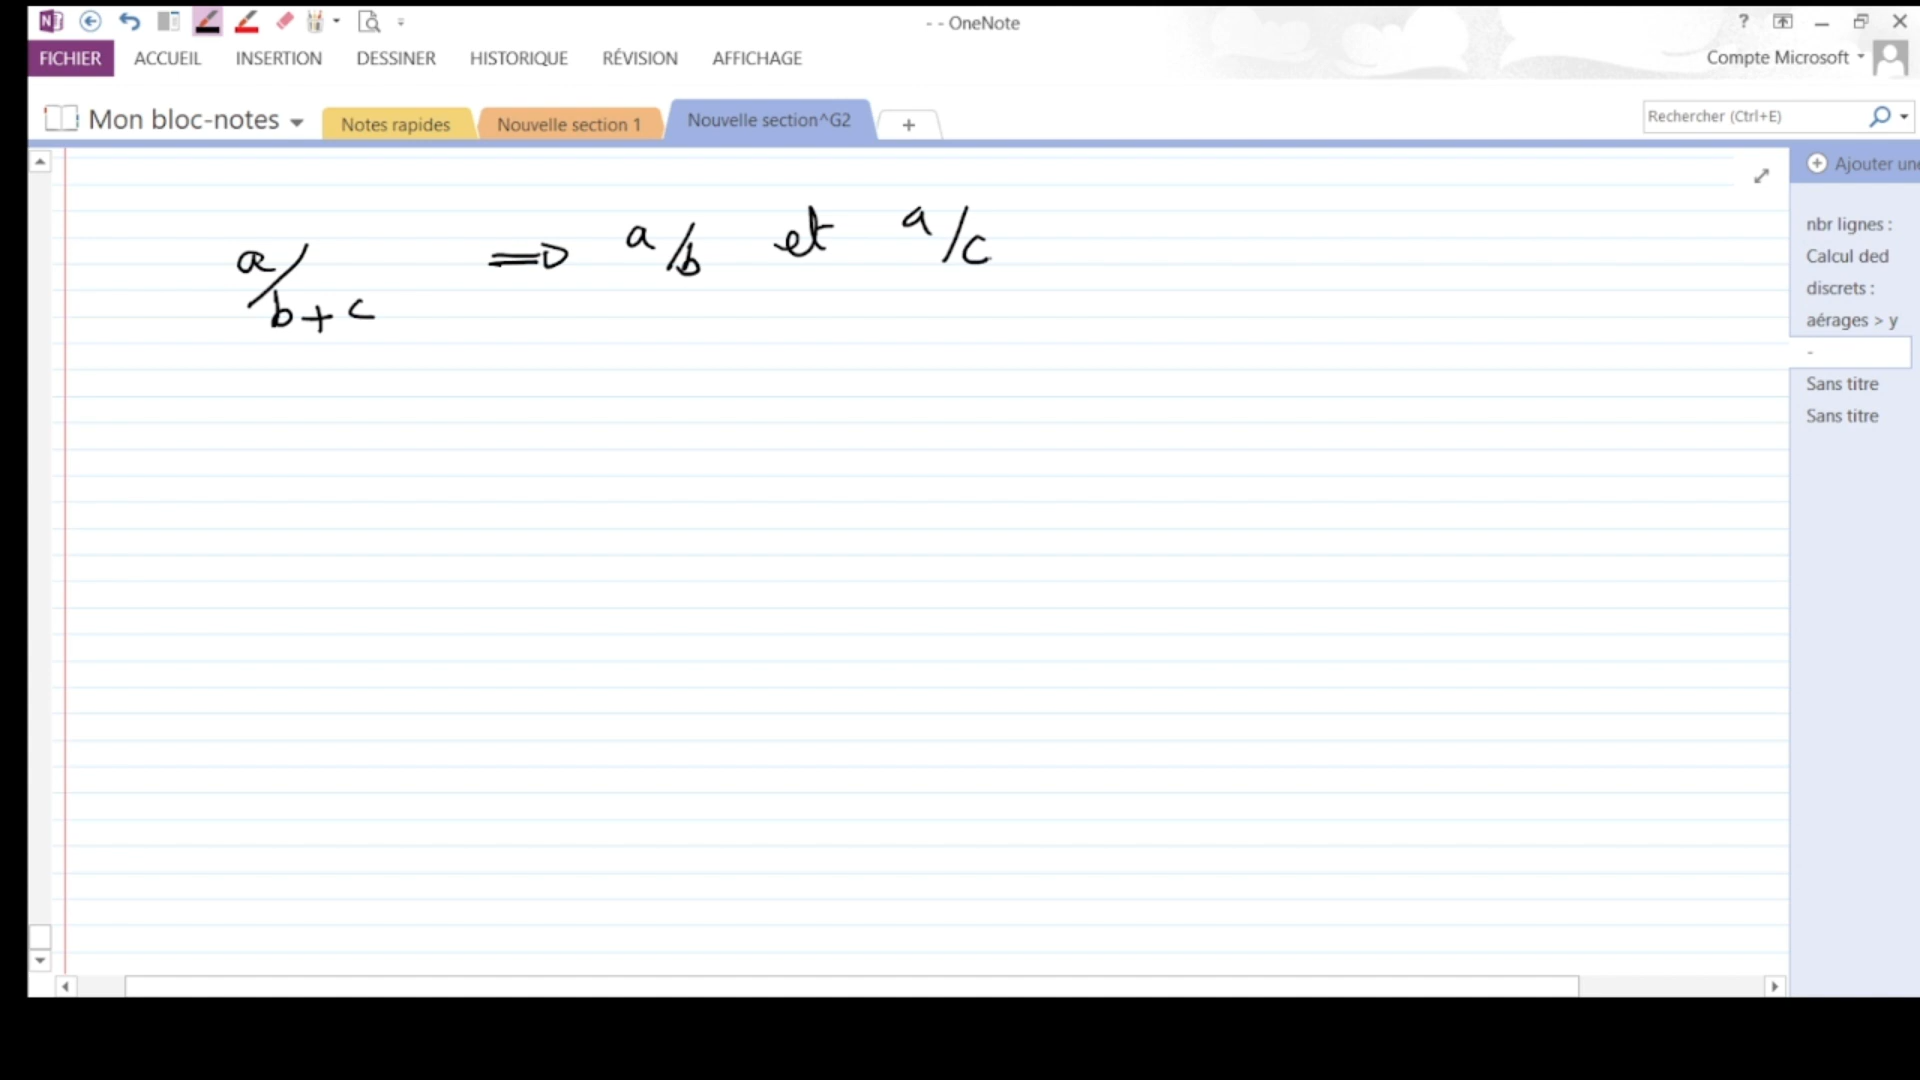 - - OneNote
?
FICHIER ACCUEIL INSERTION DESSINER HISTORIQUE RÉVISION AFFICHAGE
Compte Microsoft
Mon bloc-notes
Notes rapides
Nouvelle section 1
Nouvelle section^G2
+
Rechercher (Ctrl+E)
Ajouter une
nbr lignes :
Calcul ded
discrets :
aérages > y
-
Sans titre
Sans titre
a/b+c => a/b et a/c